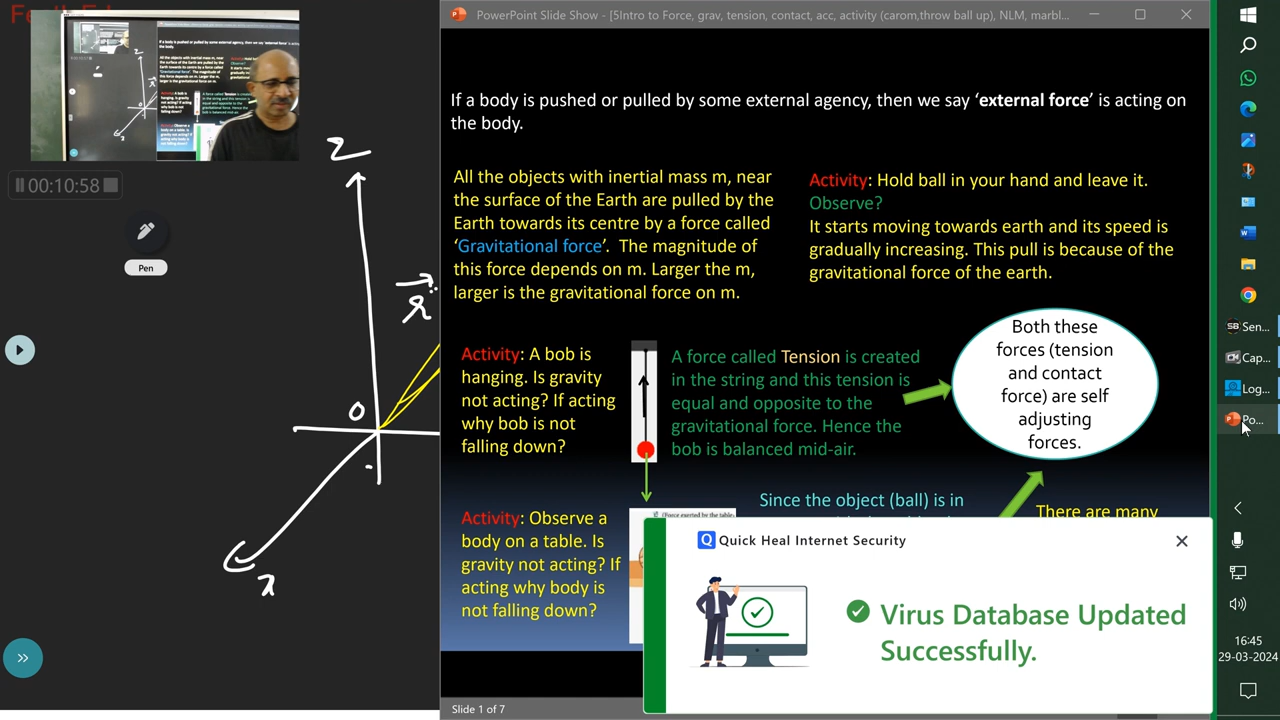 PowerPoint Slide Show - [5Intro to Force, grav, tension, contact, acc, activity (carom,throw ball up), NLM, marbl...
If a body is pushed or pulled by some external agency, then we say 'external force' is acting on
the body.
00:10:58
Pen
Z
r
0
x
All the objects with inertial mass m, near
the surface of the Earth are pulled by the
Earth towards its centre by a force called
'Gravitational force'. The magnitude of
this force depends on m. Larger the m,
larger is the gravitational force on m.
Activity: Hold ball in your hand and leave it.
Observe?
It starts moving towards earth and its speed is
gradually increasing. This pull is because of the
gravitational force of the earth.
Activity: A bob is
hanging. Is gravity
not acting? If acting
why bob is not
falling down?
A force called Tension is created
in the string and this tension is
equal and opposite to the
gravitational force. Hence the
bob is balanced mid-air.
Both these
forces (tension
and contact
force) are self
adjusting
forces.
Activity: Observe a
body on a table. Is
gravity not acting? If
acting why body is
not falling down?
(Force exerted by the table
Since the object (ball) is in
There are many
Quick Heal Internet Security
Virus Database Updated
Successfully.
Slide 1 of 7
Sen...
Cap...
Log...
Po...
16:45
29-03-2024